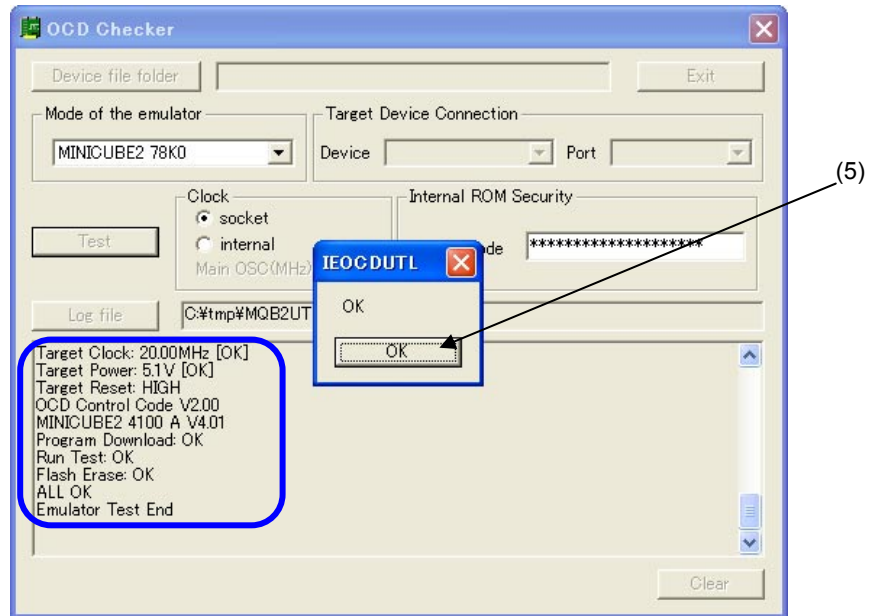 OCD Checker
Device file folder
Exit
Mode of the emulator
Target Device Connection
MINICUBE2 78K0
Device
Port
(5)
Clock
Internal ROM Security
socket
Test
internal
de
********************
Main OSC(MHz)
IEOCDUTL
OK
OK
Log file
C:¥tmp¥MQB2UT
Target Clock: 20.00MHz [OK]
Target Power: 5.1V [OK]
Target Reset: HIGH
OCD Control Code V2.00
MINICUBE2 4100 A V4.01
Program Download: OK
Run Test: OK
Flash Erase: OK
ALL OK
Emulator Test End
Clear